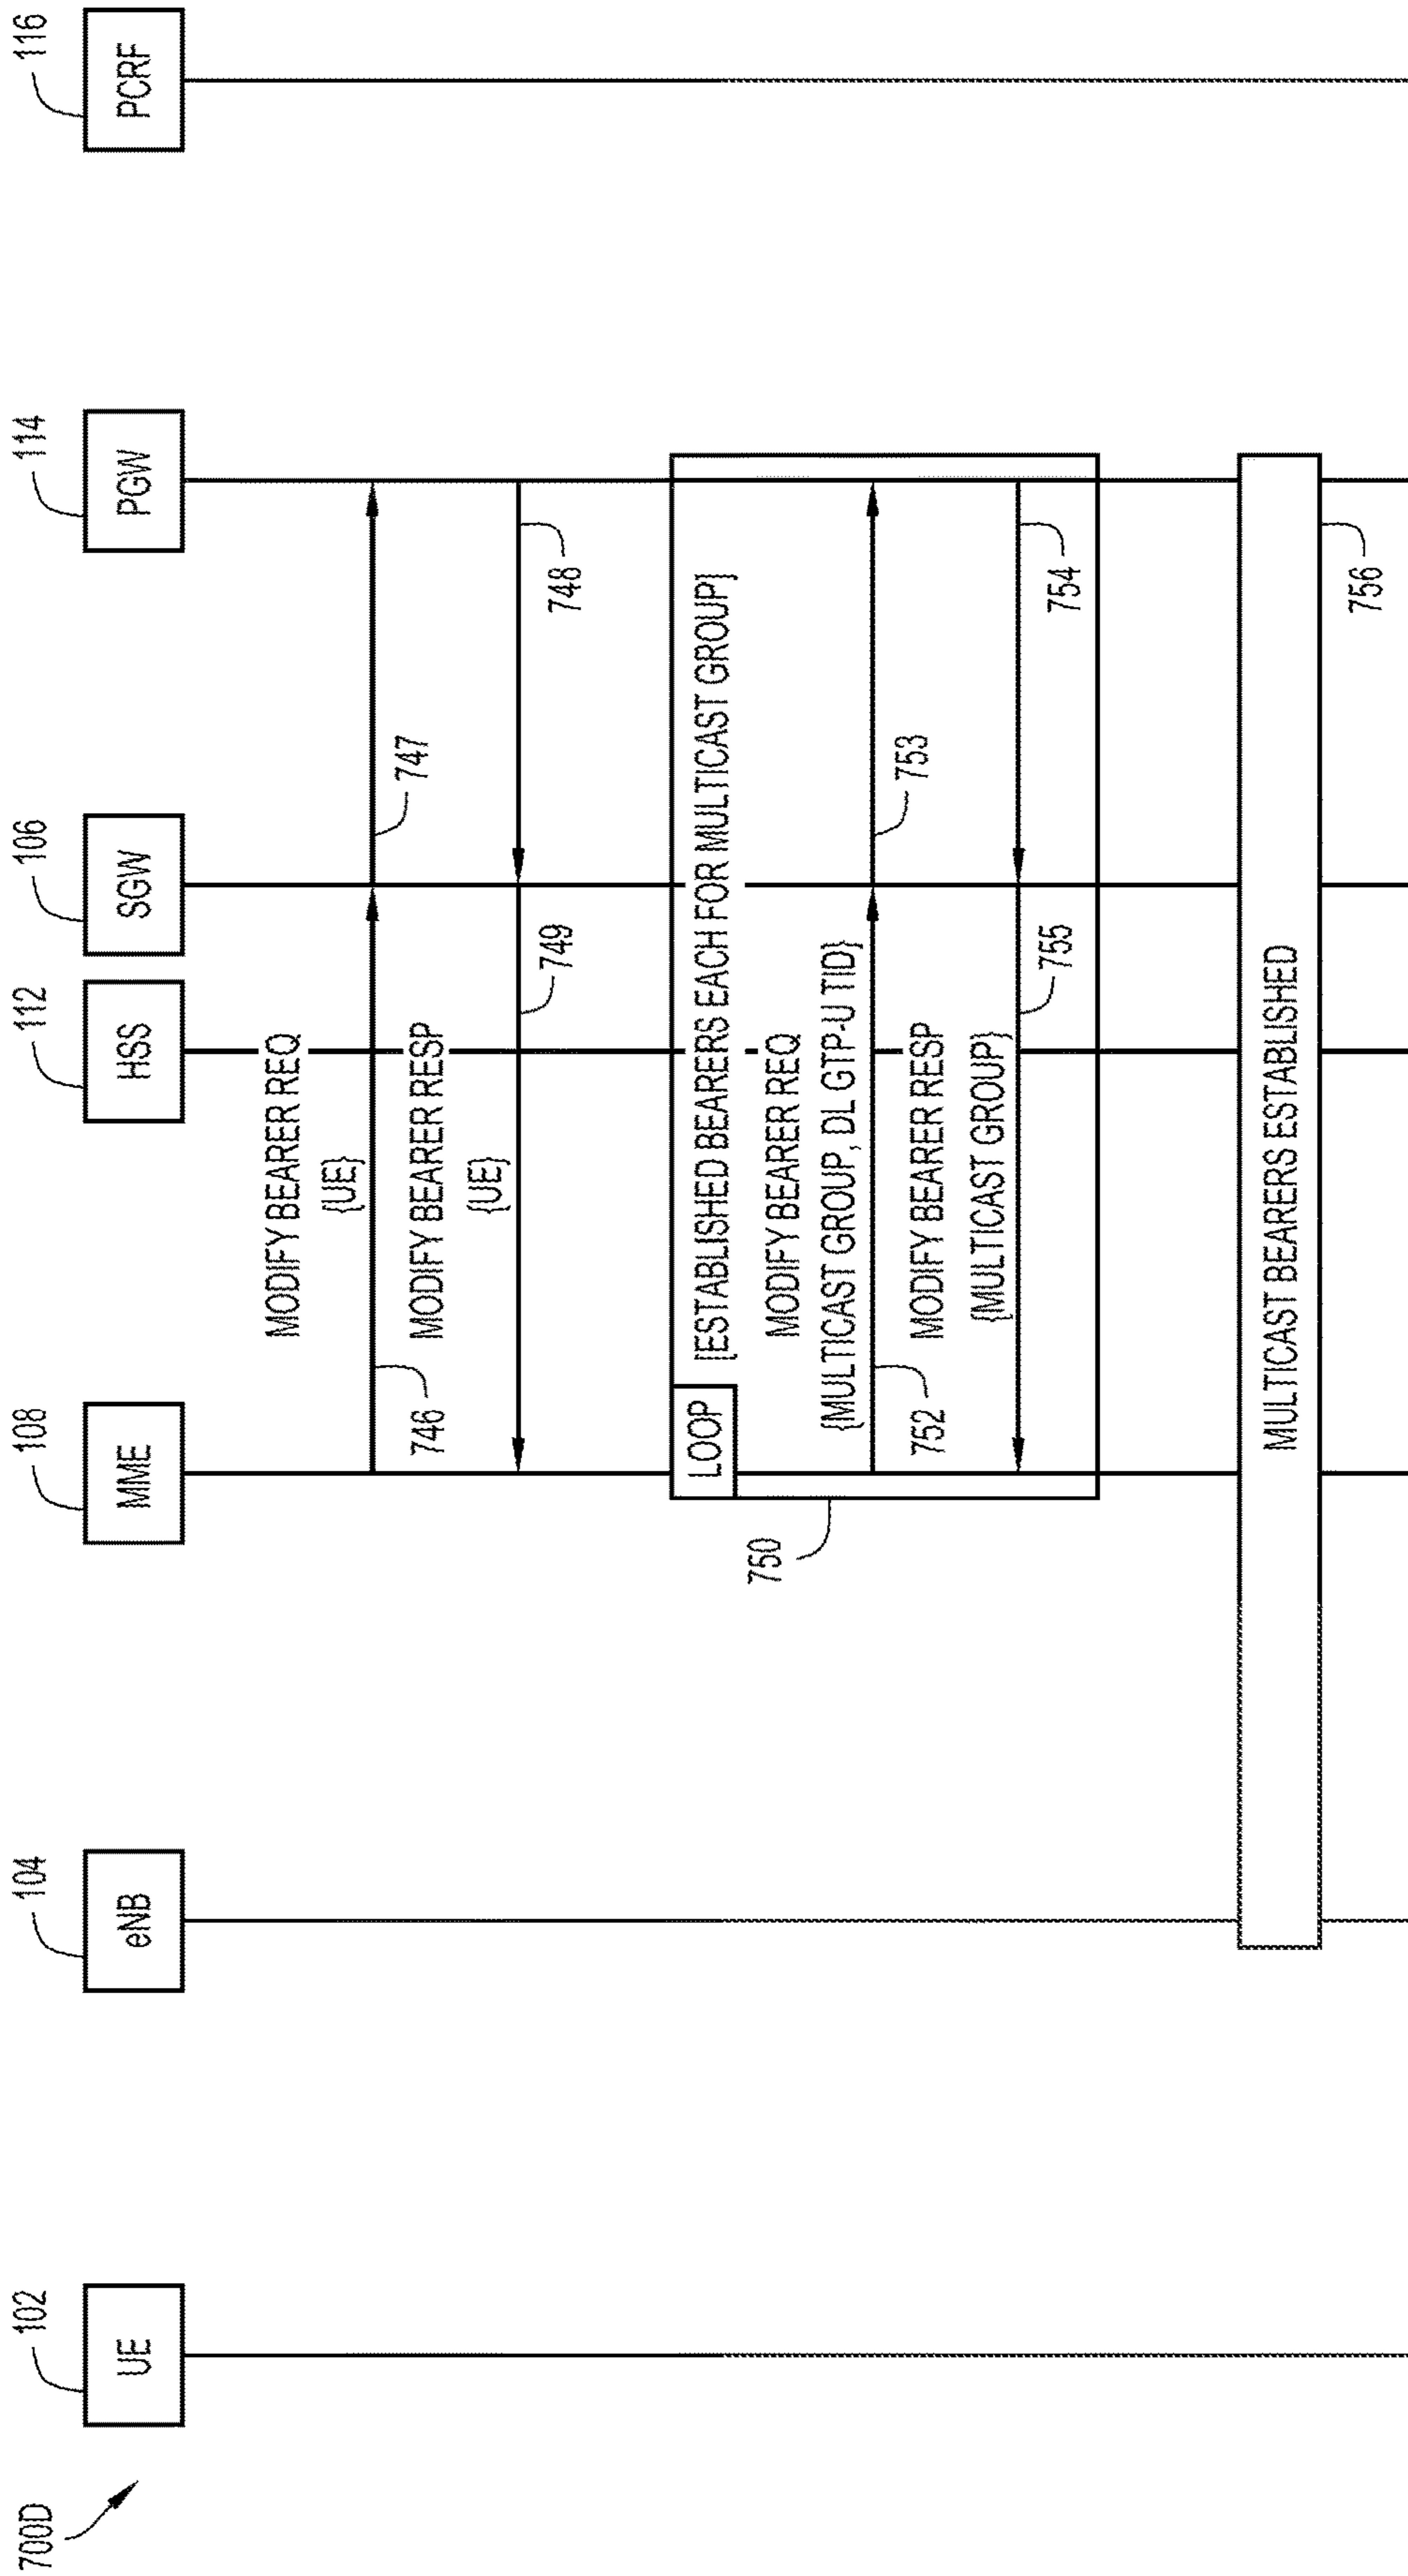 700D
102
104
108
112
106
114
116
UE
eNB
MME
HSS
SGW
PGW
PCRF
MODIFY BEARER REQ
{UE}
746
747
MODIFY BEARER RESP
{UE}
748
749
LOOP
[ESTABLISHED BEARERS EACH FOR MULTICAST GROUP]
750
MODIFY BEARER REQ
{MULTICAST GROUP, DL GTP-U TID}
752
753
MODIFY BEARER RESP
{MULTICAST GROUP}
754
755
MULTICAST BEARERS ESTABLISHED
756